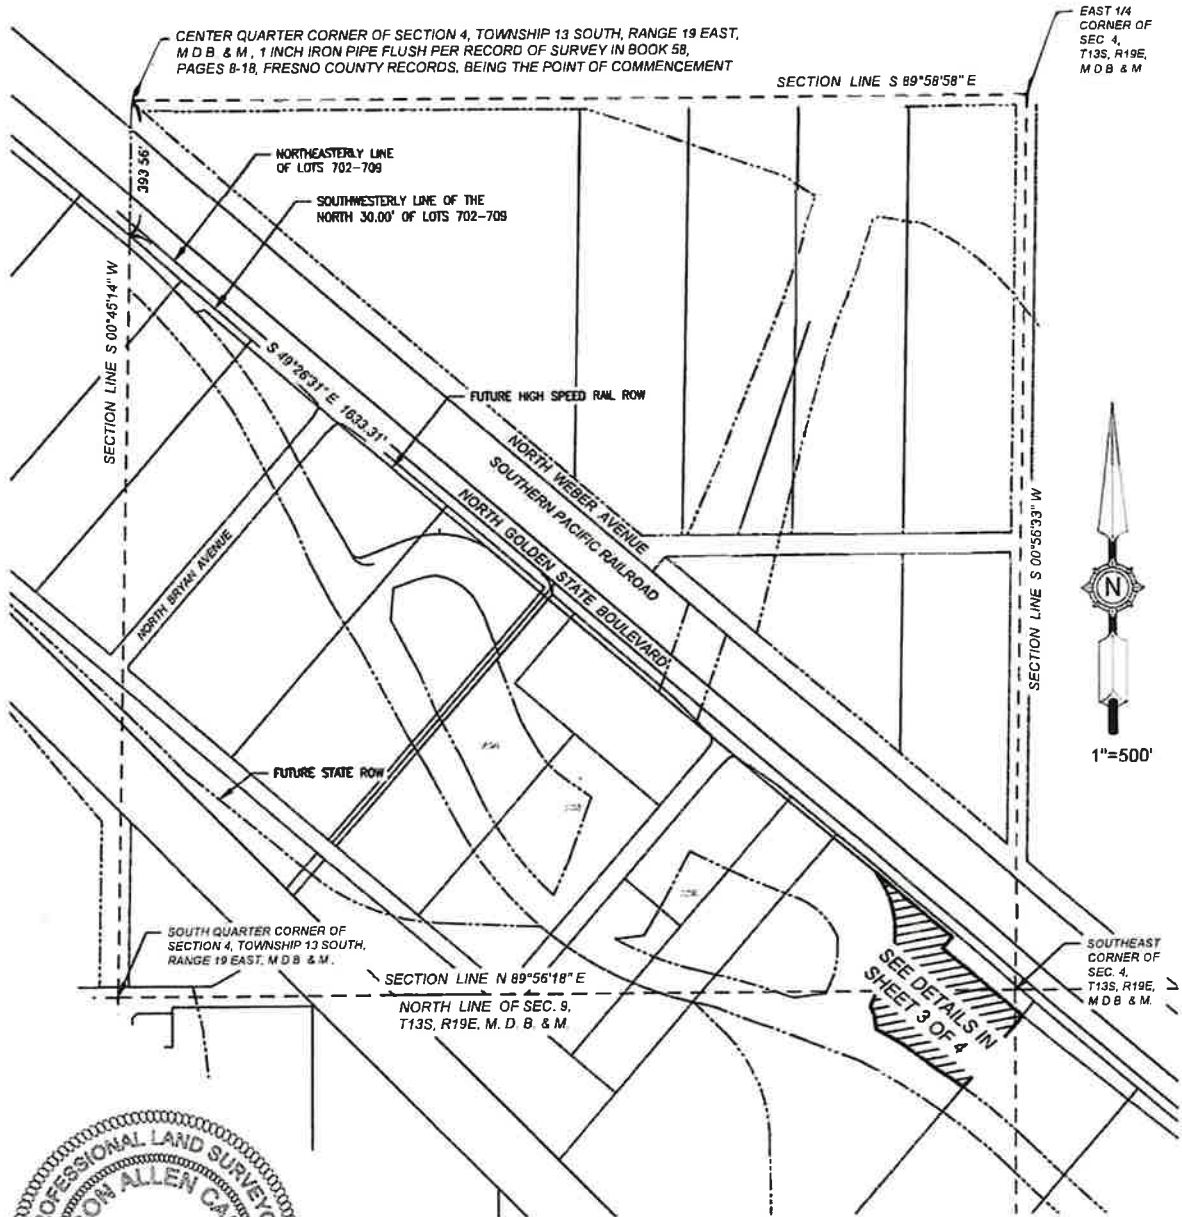 CENTER QUARTER CORNER OF SECTION 4, TOWNSHIP 13 SOUTH, RANGE 19 EAST,
M D B & M, 1 INCH IRON PIPE FLUSH PER RECORD OF SURVEY IN BOOK 58,
PAGES 8-18, FRESNO COUNTY RECORDS, BEING THE POINT OF COMMENCEMENT
EAST 1/4
CORNER OF
SEC 4,
T13S, R19E,
M D B & M
SECTION LINE S 89°58'58" E
393 56'
NORTHEASTERLY LINE
OF LOTS 702-709
SOUTHWESTERLY LINE OF THE
NORTH 30.00' OF LOTS 702-709
SECTION LINE S 00°45'14" W
S 49°26'31" E 1633.31'
FUTURE HIGH SPEED RAIL ROW
NORTH WEBER AVENUE
SOUTHERN PACIFIC RAILROAD
NORTH GOLDEN STATE BOULEVARD
NORTH BRYAN AVENUE
SECTION LINE S 00°56'33" W
N
1"=500'
FUTURE STATE ROW
SOUTH QUARTER CORNER OF
SECTION 4, TOWNSHIP 13 SOUTH,
RANGE 19 EAST, M D B & M.
SECTION LINE N 89°56'18" E
NORTH LINE OF SEC. 9,
T13S, R19E, M. D. B. & M.
SEE DETAILS IN
SHEET 3 OF 4
SOUTHEAST
CORNER OF
SEC. 4,
T13S, R19E,
M D B & M.
PROFESSIONAL LAND SURVEYO
ON ALLEN CA